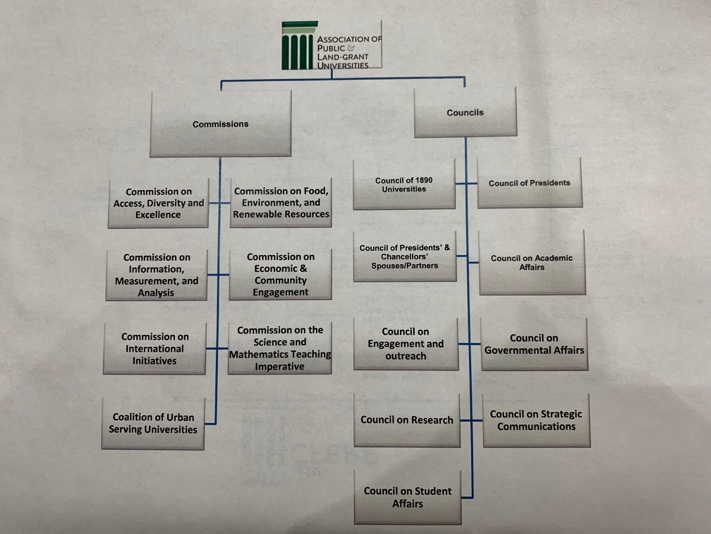 ASSOCIATION OF
PUBLIC &
LAND-GRANT
UNIVERSITIES
Commissions
Councils
Commission on
Access, Diversity and
Excellence
Commission on Food,
Environment, and
Renewable Resources
Commission on
Information,
Measurement, and
Analysis
Commission on
Economic &
Community
Engagement
Commission on
International
Initiatives
Commission on the
Science and
Mathematics Teaching
Imperative
Coalition of Urban
Serving Universities
Council of 1890
Universities
Council of Presidents
Council of Presidents' &
Chancellors'
Spouses/Partners
Council on Academic
Affairs
Council on
Engagement and
outreach
Council on
Governmental Affairs
Council on Research
Council on Strategic
Communications
Council on Student
Affairs